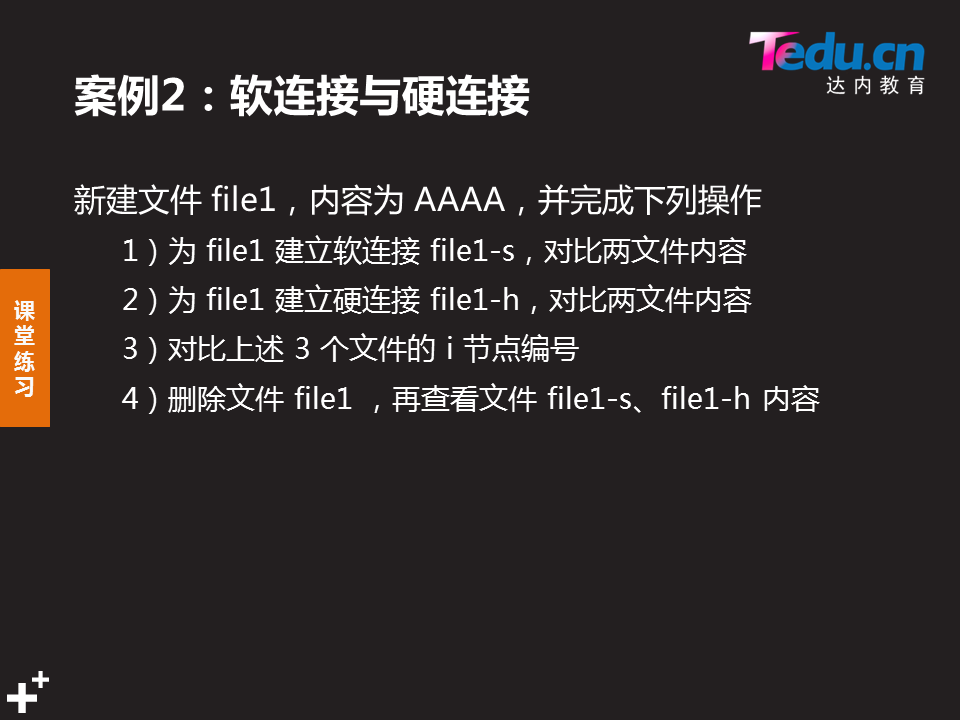 Tedu.cn
达内教育
案例2：软连接与硬连接
新建文件 file1，内容为 AAAA，并完成下列操作
1）为 file1 建立软连接 file1-s，对比两文件内容
2）为 file1 建立硬连接 file1-h，对比两文件内容
3）对比上述 3 个文件的 i 节点编号
4）删除文件 file1 ，再查看文件 file1-s、file1-h 内容
课堂练习